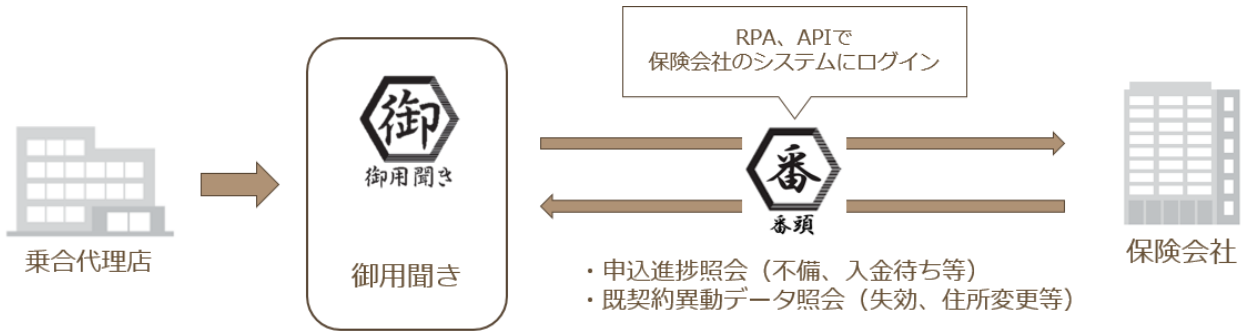 RPA、APIで
保険会社のシステムにログイン
御
御用聞き
番
番頭
乗合代理店
御用聞き
保険会社
・申込進捗照会（不備、入金待ち等）
・既契約異動データ照会（失効、住所変更等）